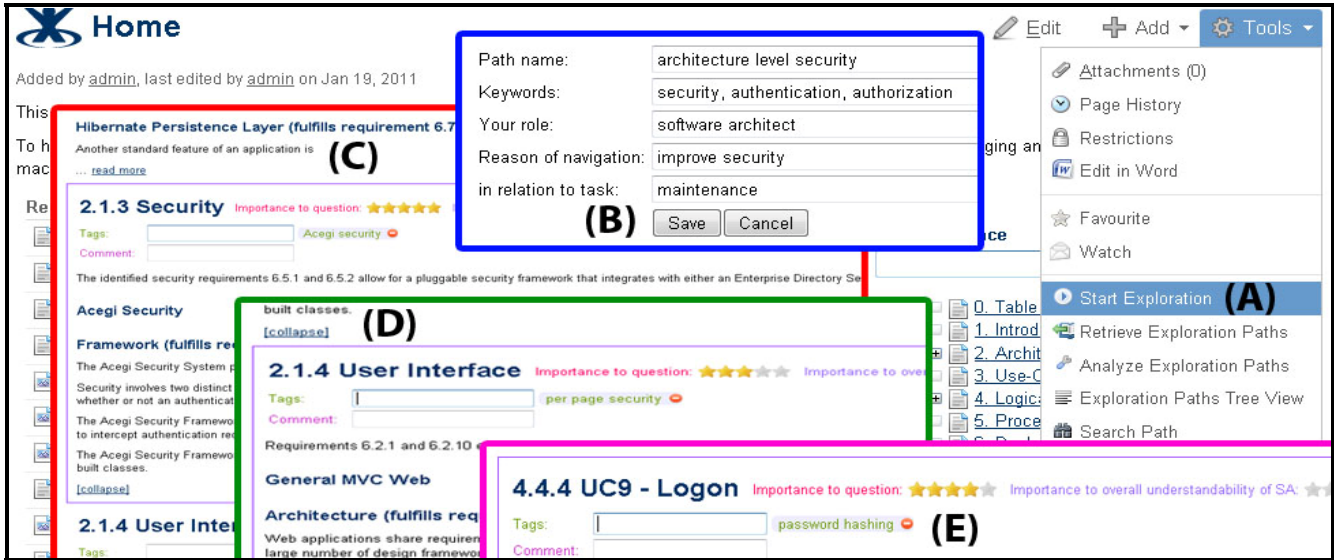 Home
Edit
Add
Tools
Added by admin, last edited by admin on Jan 19, 2011
This
To h
mac
ging an
Re
nce
Path name: architecture level security
Keywords: security, authentication, authorization
Your role: software architect
Reason of navigation: improve security
in relation to task: maintenance
(B)
Save Cancel
Attachments (0)
Page History
Restrictions
Edit in Word
Favourite
Watch
Start Exploration (A)
Retrieve Exploration Paths
Analyze Exploration Paths
Exploration Paths Tree View
Search Path
0. Table
1. Introd
2. Archit
3. Use-C
4. Logic
5. Proce
Hibernate Persistence Layer (fulfills requirement 6.7
Another standard feature of an application is
(C)
... read more
2.1.3 Security Importance to question:
Tags: Acegi security
Comment:
The identified security requirements 6.5.1 and 6.5.2 allow for a pluggable security framework that integrates with either an Enterprise Directory Se
Acegi Security
Framework (fulfills re
The Acegi Security System p
Security involves two distinct
whether or not an authenticat
The Acegi Security Framewo
to intercept authentication rec
The Acegi Security Framewo
built classes.
[collapse]
2.1.4 User Inter
Tags:
built classes.
[collapse]
(D)
2.1.4 User Interface Importance to question: Importance to over
Tags: per page security
Comment:
Requirements 6.2.1 and 6.2.10
General MVC Web
Architecture (fulfills req
Web applications share requirem
large number of design framewor
4.4.4 UC9 - Logon Importance to question: Importance to overall understandability of SA:
Tags: password hashing
(E)
Comment: